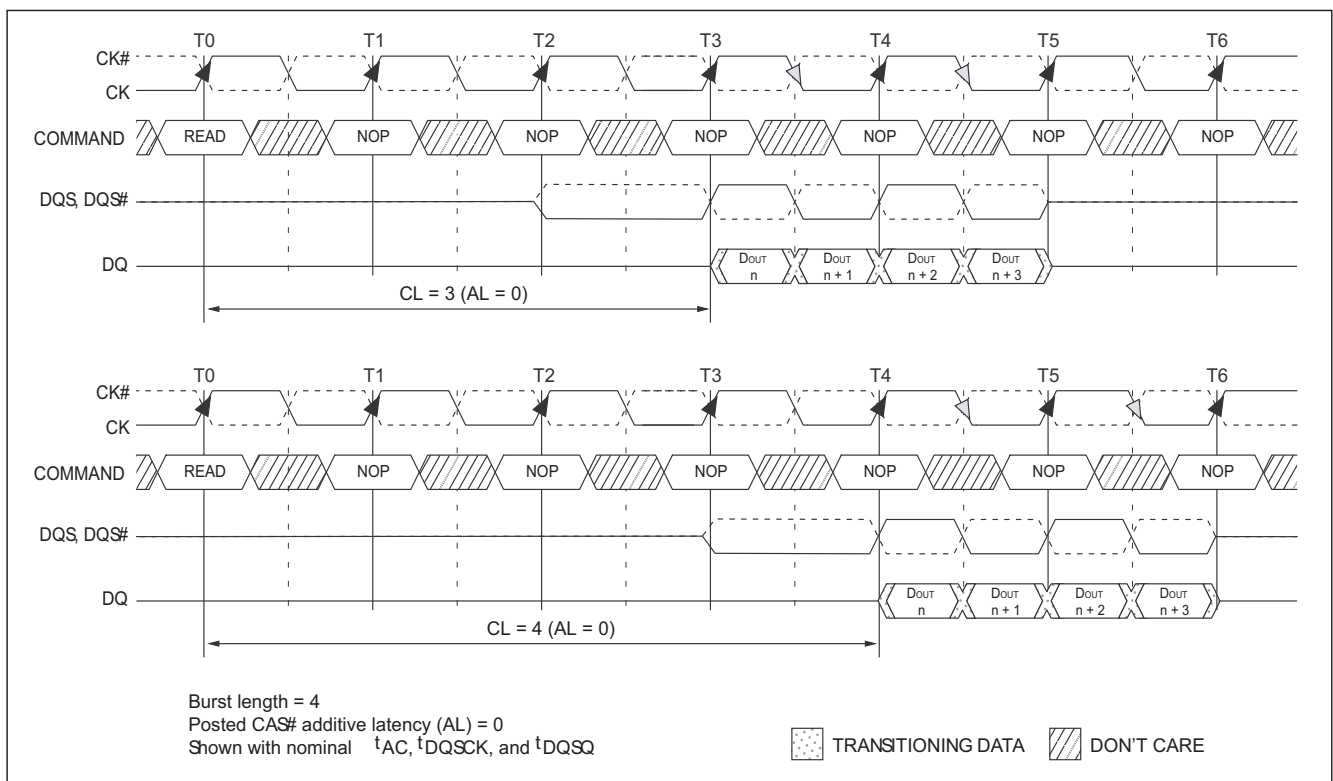 T0 T1 T2 T3 T4 T5 T6
CK#
CK
COMMAND READ NOP NOP NOP NOP NOP NOP
DQS, DQS#
DQ DOUT n DOUT n + 1 DOUT n + 2 DOUT n + 3
CL = 3 (AL = 0)
T0 T1 T2 T3 T4 T5 T6
CK#
CK
COMMAND READ NOP NOP NOP NOP NOP NOP
DQS, DQS#
DQ DOUT n DOUT n + 1 DOUT n + 2 DOUT n + 3
CL = 4 (AL = 0)
Burst length = 4
Posted CAS# additive latency (AL) = 0
Shown with nominal tAC, tDQSCK, and tDQSQ
TRANSITIONING DATA DON'T CARE